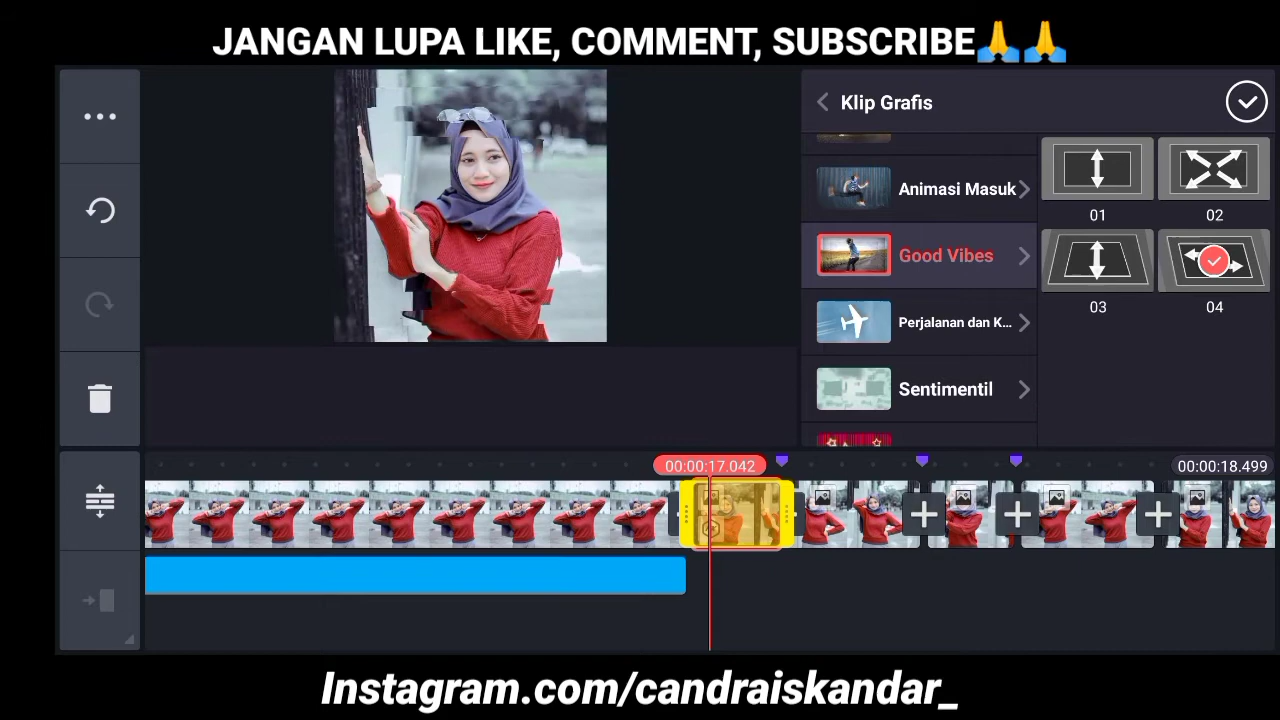 JANGAN LUPA LIKE, COMMENT, SUBSCRIBE🙏🙏
Klip Grafis
Animasi Masuk
Good Vibes
Perjalanan dan K...
Sentimentil
01
02
03
04
00:00:17.042
00:00:18.499
Instagram.com/candraiskandar_